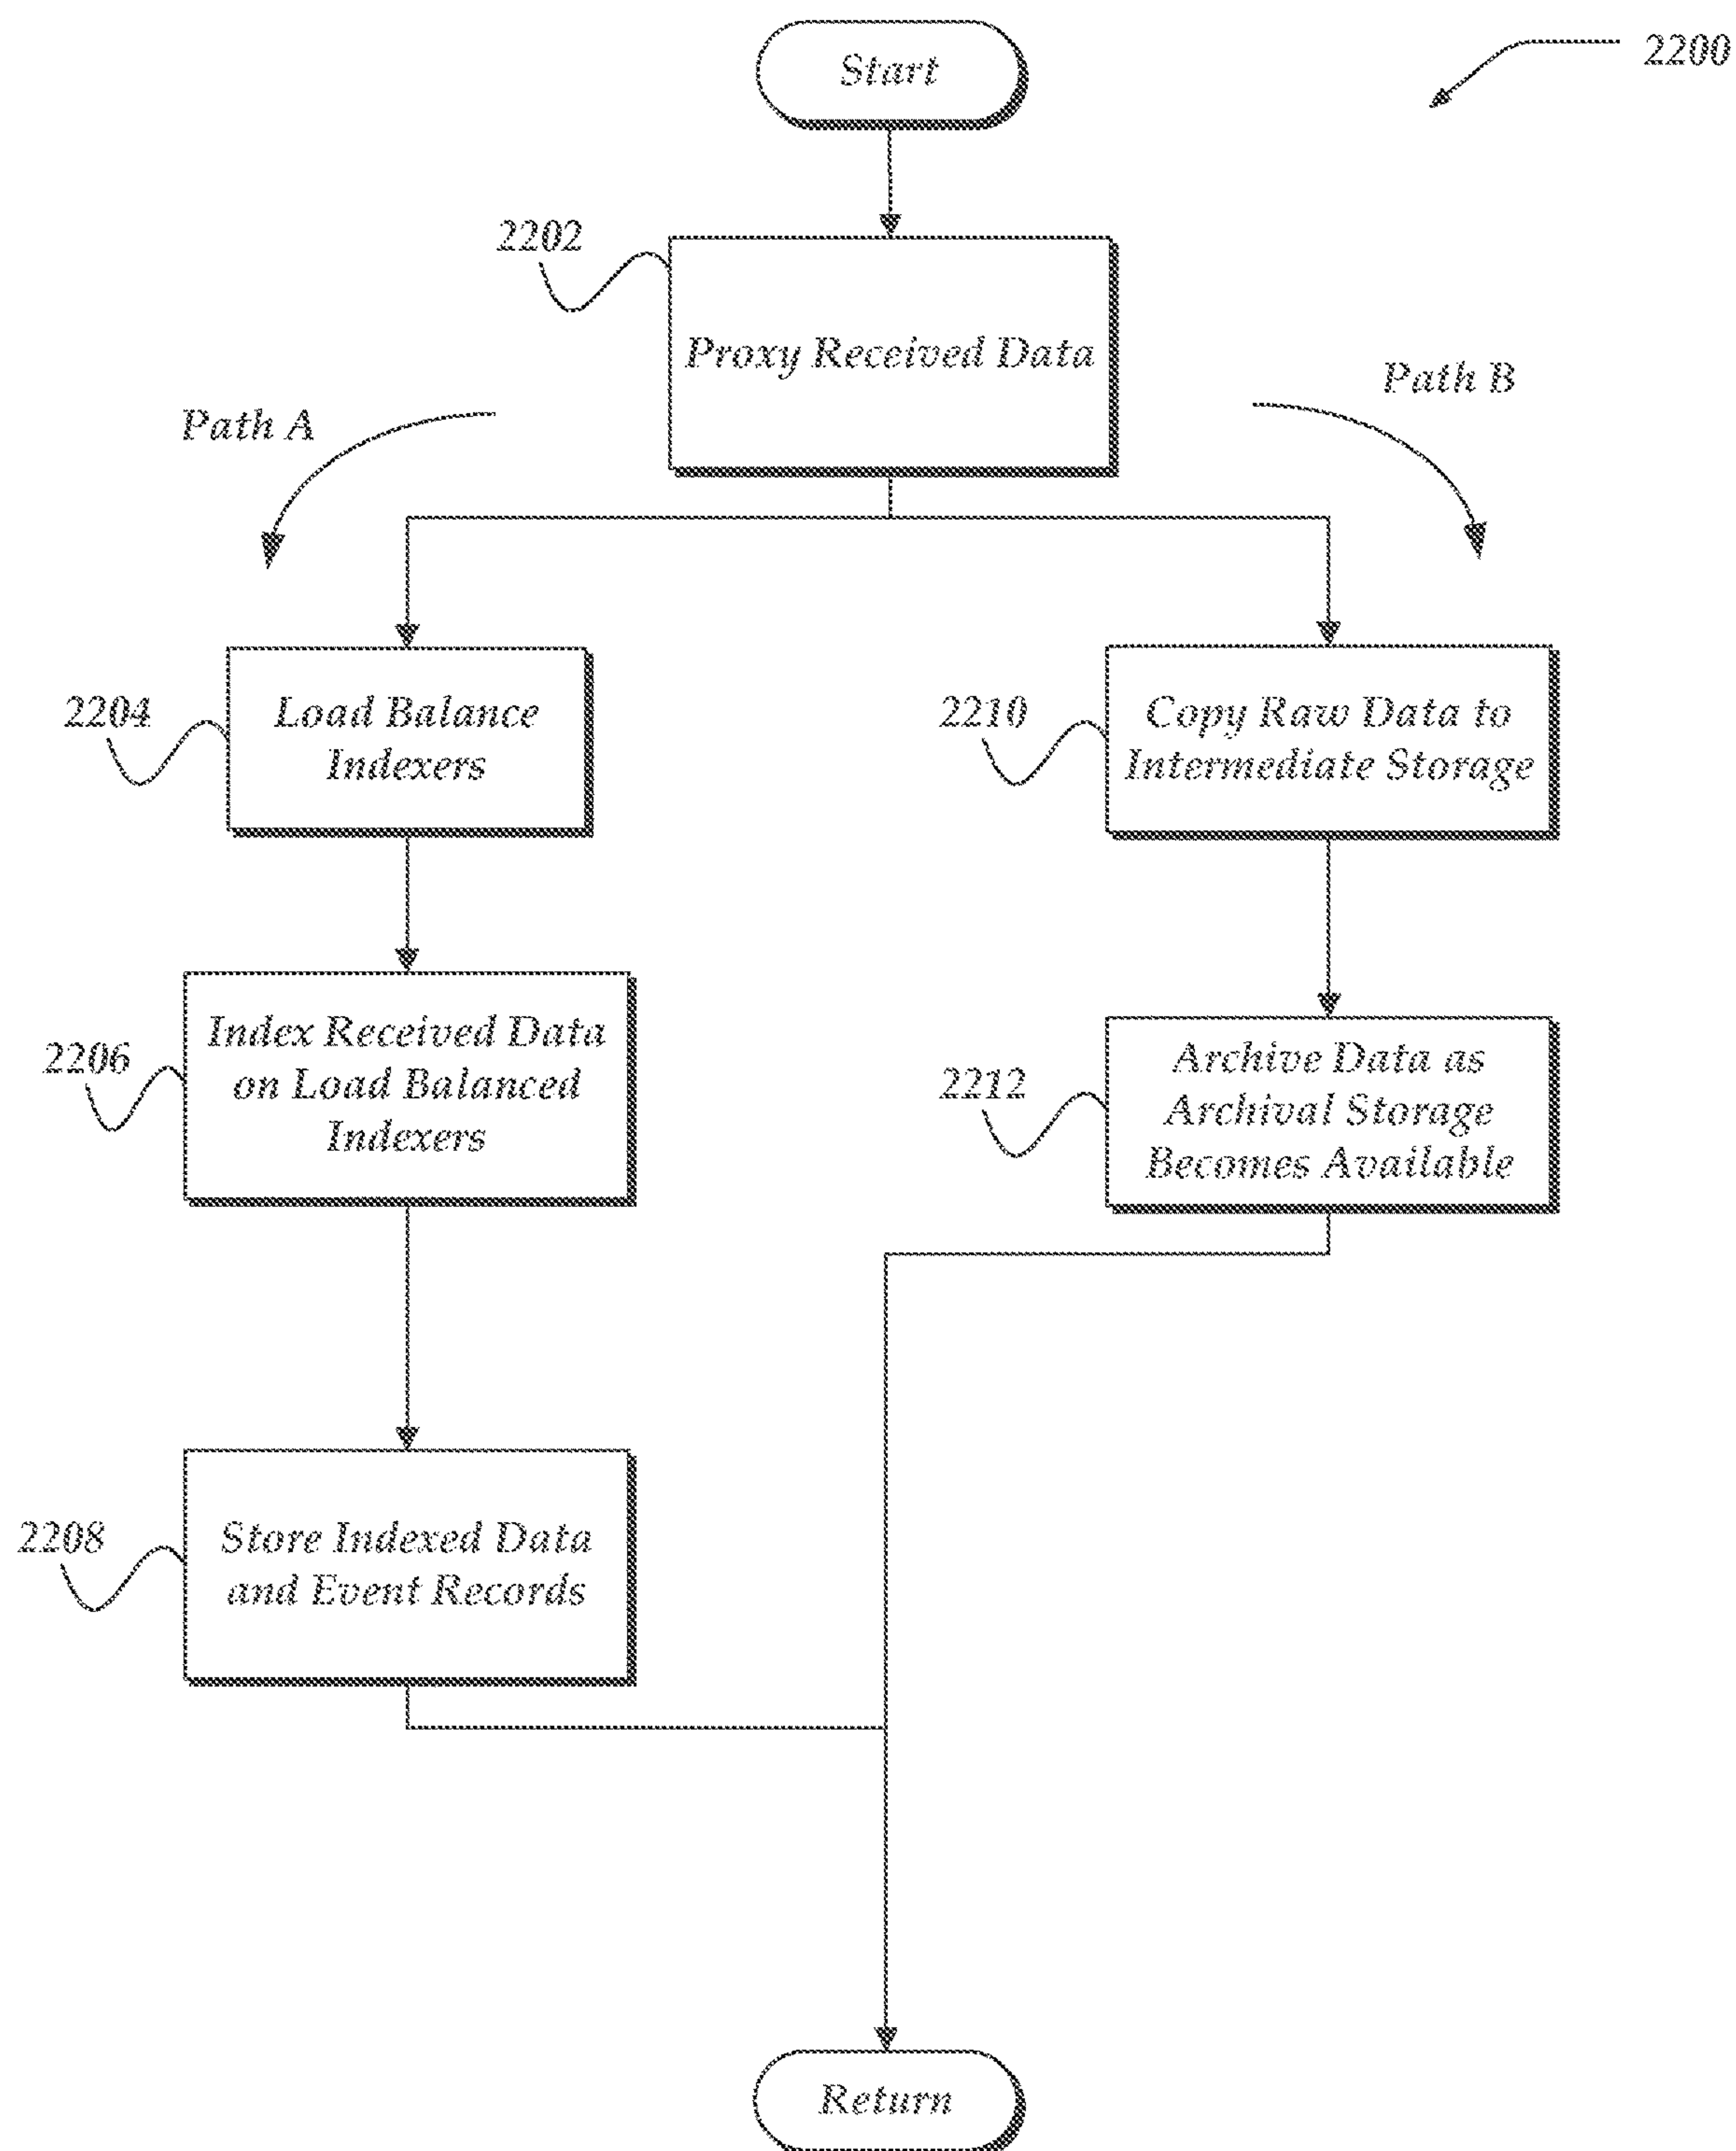 Start
2200
2202
Proxy Received Data
Path A
Path B
2204
Load Balance
Indexers
2210
Copy Raw Data to
Intermediate Storage
2206
Index Received Data
on Load Balanced
Indexers
2212
Archive Data as
Archival Storage
Becomes Available
2208
Store Indexed Data
and Event Records
Return